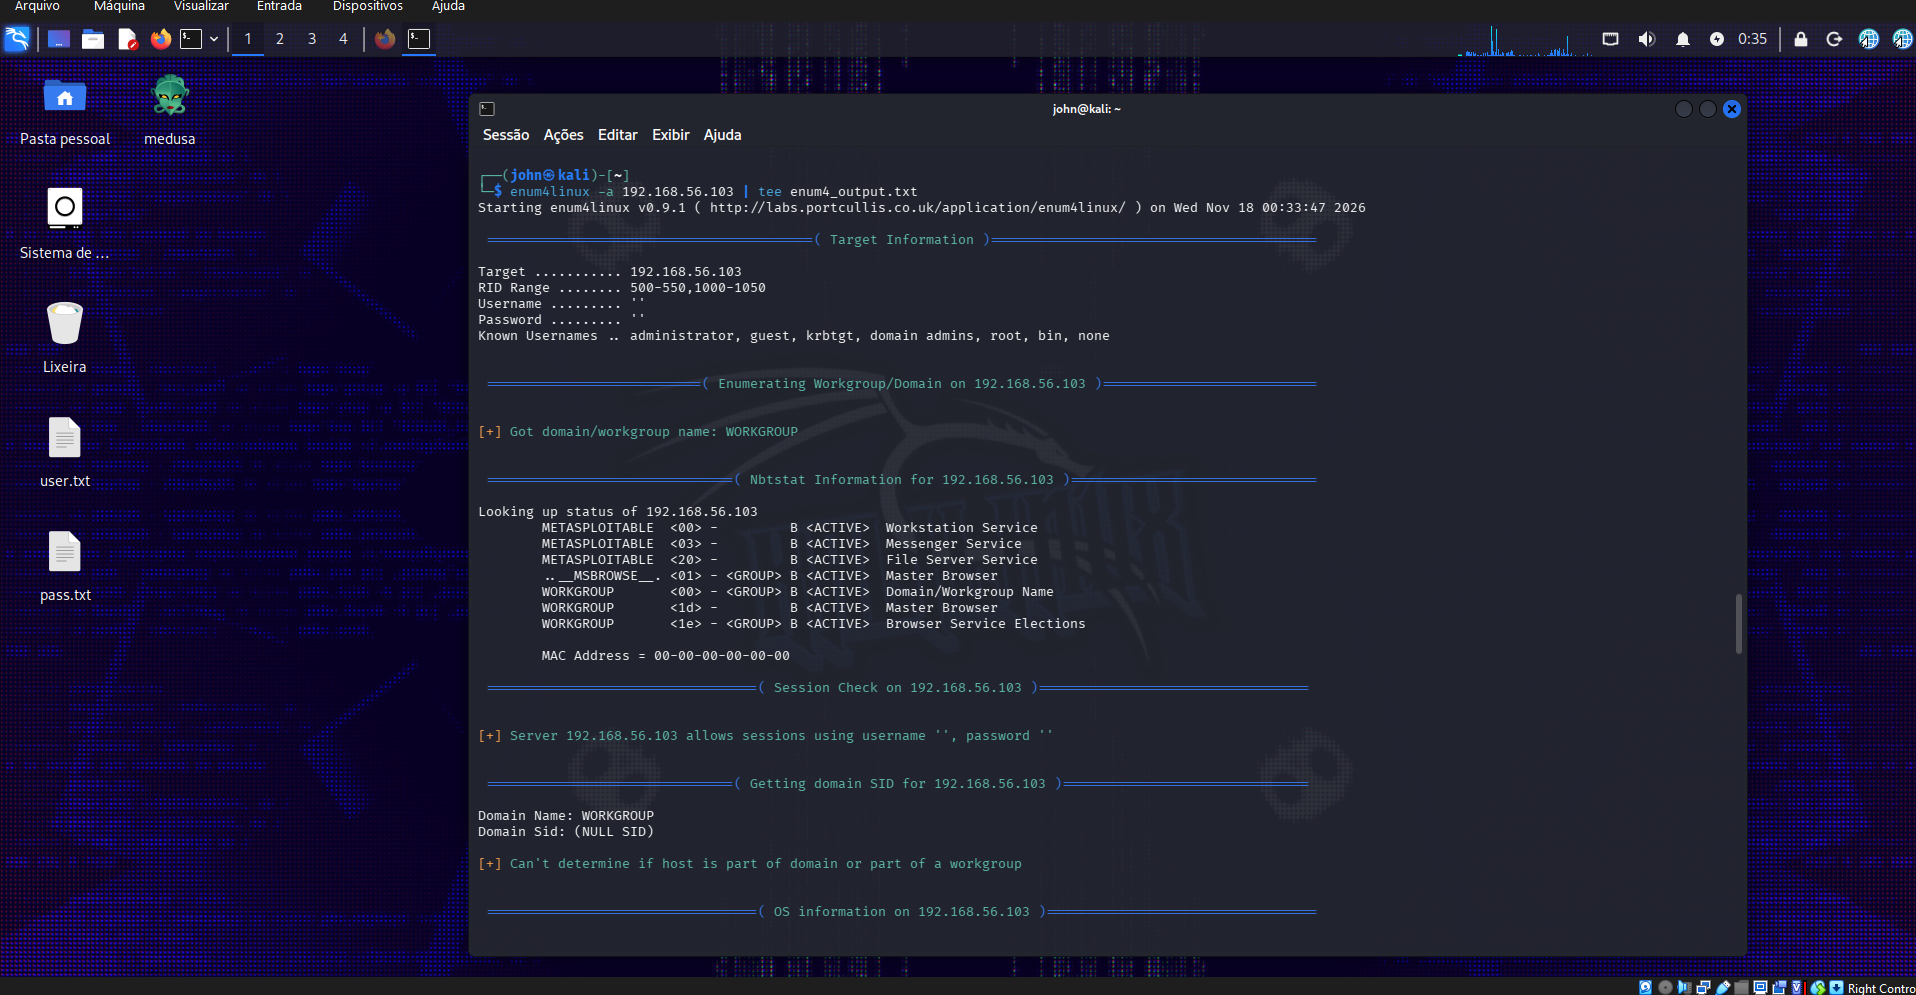 Arquivo Máquina Visualizar Entrada Dispositivos Ajuda
1 2 3 4 0:35
Pasta pessoal
medusa
Sistema de ...
Lixeira
user.txt
pass.txt
john@kali: ~
Sessão Ações Editar Exibir Ajuda
┌──(john㉿kali)-[~]
└─$ enum4linux -a 192.168.56.103 | tee enum4_output.txt
Starting enum4linux v0.9.1 ( http://labs.portcullis.co.uk/application/enum4linux/ ) on Wed Nov 18 00:33:47 2026
( Target Information )
Target ........... 192.168.56.103
RID Range ........ 500-550,1000-1050
Username ......... ''
Password ......... ''
Known Usernames .. administrator, guest, krbtgt, domain admins, root, bin, none
( Enumerating Workgroup/Domain on 192.168.56.103 )
[+] Got domain/workgroup name: WORKGROUP
( Nbtstat Information for 192.168.56.103 )
Looking up status of 192.168.56.103
METASPLOITABLE <00> - B <ACTIVE> Workstation Service
METASPLOITABLE <03> - B <ACTIVE> Messenger Service
METASPLOITABLE <20> - B <ACTIVE> File Server Service
..__MSBROWSE__. <01> - <GROUP> B <ACTIVE> Master Browser
WORKGROUP <00> - <GROUP> B <ACTIVE> Domain/Workgroup Name
WORKGROUP <1d> - B <ACTIVE> Master Browser
WORKGROUP <1e> - <GROUP> B <ACTIVE> Browser Service Elections
MAC Address = 00-00-00-00-00-00
( Session Check on 192.168.56.103 )
[+] Server 192.168.56.103 allows sessions using username '', password ''
( Getting domain SID for 192.168.56.103 )
Domain Name: WORKGROUP
Domain Sid: (NULL SID)
[+] Can't determine if host is part of domain or part of a workgroup
( OS information on 192.168.56.103 )
Right Contro